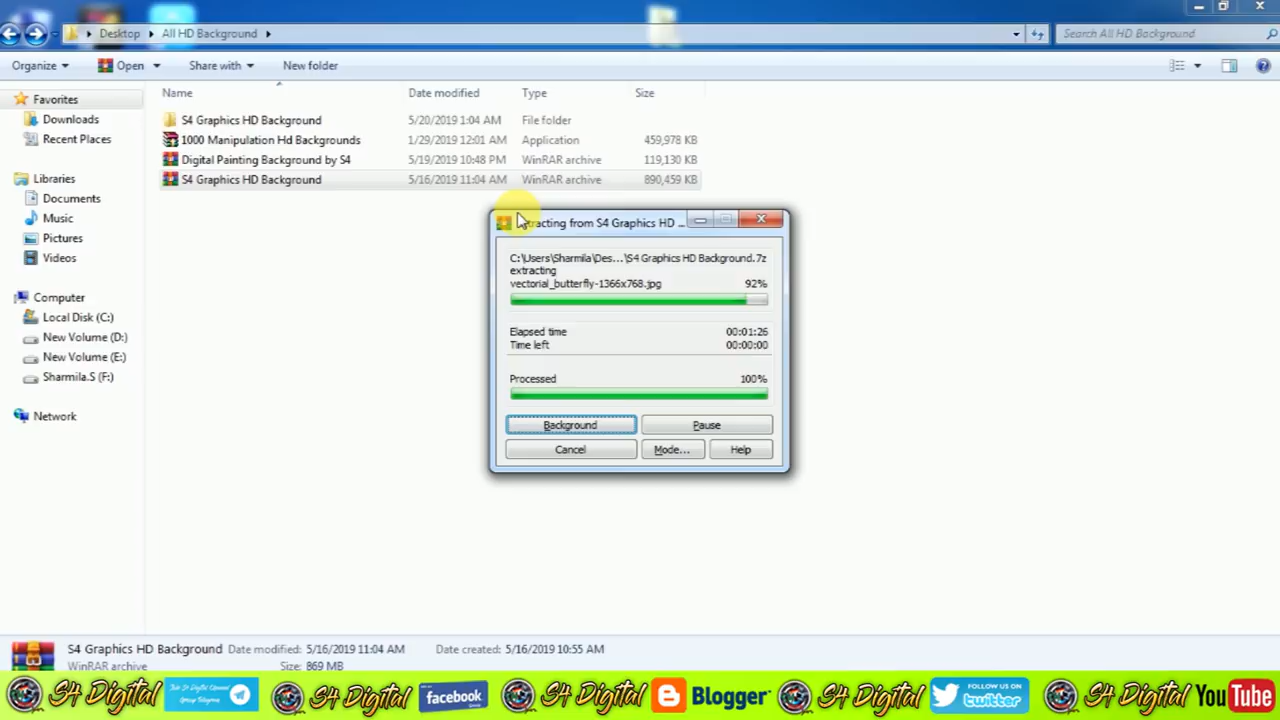 Desktop All HD Background
Search All HD Background
Organize Open Share with New folder
Name Date modified Type Size
Favorites
Downloads
Recent Places
Libraries
Documents
Music
Pictures
Videos
Computer
Local Disk (C:)
New Volume (D:)
New Volume (E:)
Sharmila.S (F:)
Network
S4 Graphics HD Background 5/20/2019 1:04 AM File folder
1000 Manipulation Hd Backgrounds 1/29/2019 12:01 AM Application 459,978 KB
Digital Painting Background by S4 5/19/2019 10:48 PM WinRAR archive 119,130 KB
S4 Graphics HD Background 5/16/2019 11:04 AM WinRAR archive 890,459 KB
from S4 Graphics HD ...
C:\Users\Sharmila\Des...\S4 Graphics HD Background.7z
extracting
vectorial_butterfly-1366x768.jpg 92%
Elapsed time 00:01:26
Time left 00:00:00
Processed 100%
Background Pause
Cancel Mode... Help
S4 Graphics HD Background Date modified: 5/16/2019 11:04 AM Date created: 5/16/2019 10:55 AM
WinRAR archive Size: 869 MB
S4 Digital S4 Digital facebook S4 Digital Blogger S4 Digital FOLLOW US ON twitter S4 Digital YouTube